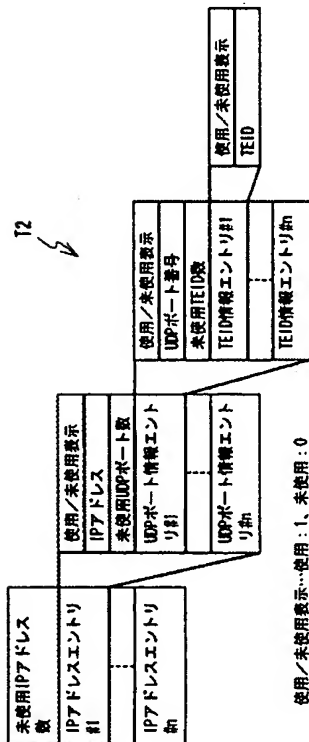 T2
未使用IPアドレス
数
IPアドレスエントリ
#1
IPアドレスエントリ
#n
使用／未使用表示
IPアドレス
未使用UDPポート数
UDPポート情報エント
リ#1
UDPポート情報エント
リ#n
使用／未使用表示
UDPポート番号
未使用TEID数
TEID情報エントリ#1
TEID情報エントリ#n
使用／未使用表示
TEID
使用／未使用表示…使用：1、未使用：0